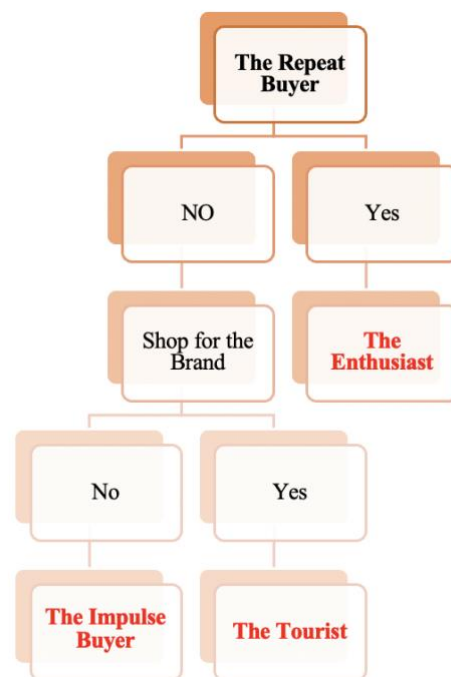 The Repeat
Buyer
NO
Yes
Shop for the
Brand
The
Enthusiast
No
Yes
The Impulse
Buyer
The Tourist